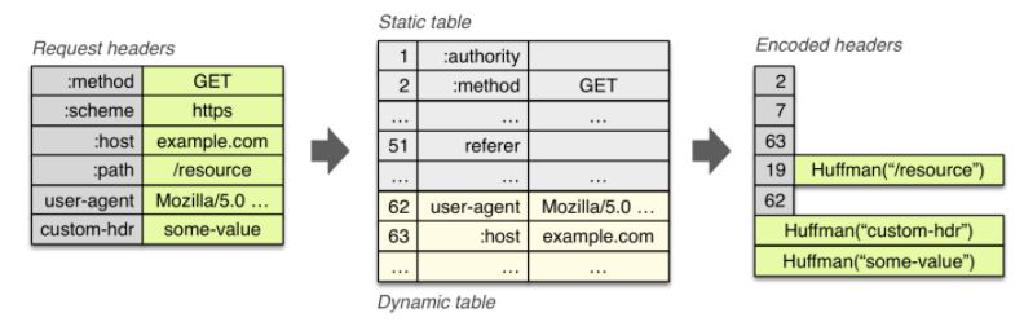 Request headers
:method GET
:scheme https
:host example.com
:path /resource
user-agent Mozilla/5.0 ...
custom-hdr some-value
Static table
1 :authority
2 :method GET
... ... ...
51 referer
... ... ...
62 user-agent Mozilla/5.0 ...
63 :host example.com
... ... ...
Dynamic table
Encoded headers
2
7
63
19 Huffman("/resource")
62
Huffman("custom-hdr")
Huffman("some-value")